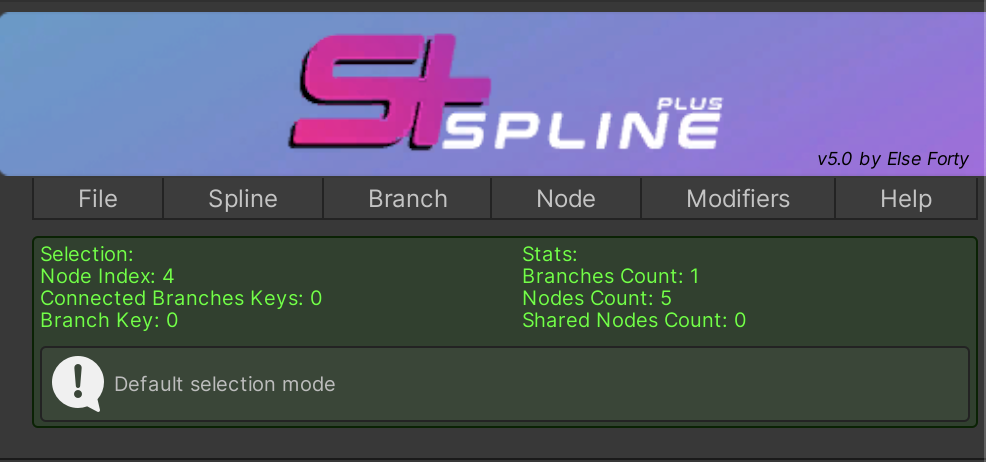 St
PLUS
SPLINE
v5.0 by Else Forty
File Spline Branch Node Modifiers Help
Selection:
Node Index: 4
Connected Branches Keys: 0
Branch Key: 0
Stats:
Branches Count: 1
Nodes Count: 5
Shared Nodes Count: 0
Default selection mode